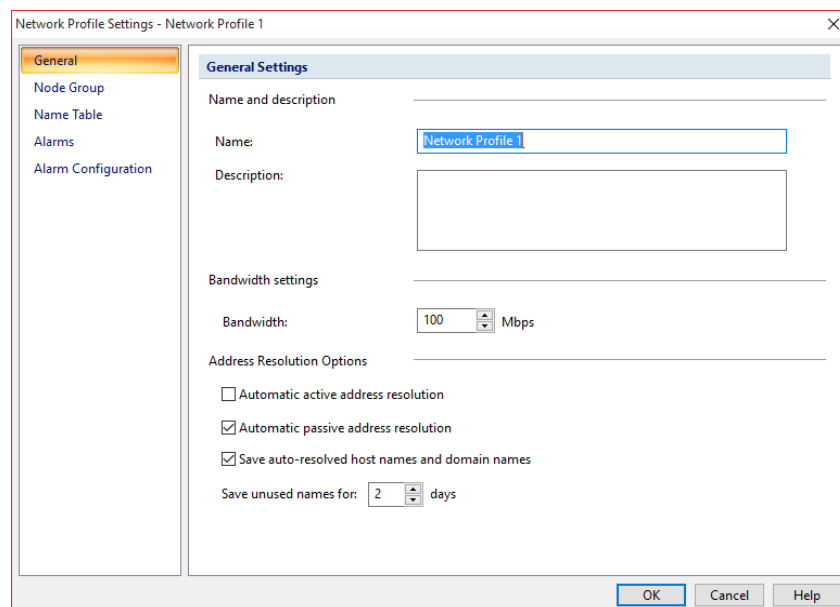 Network Profile Settings - Network Profile 1
General
Node Group
Name Table
Alarms
Alarm Configuration
General Settings
Name and description
Name: Network Profile 1
Description:
Bandwidth settings
Bandwidth: 100 Mbps
Address Resolution Options
Automatic active address resolution
Automatic passive address resolution
Save auto-resolved host names and domain names
Save unused names for: 2 days
OK Cancel Help